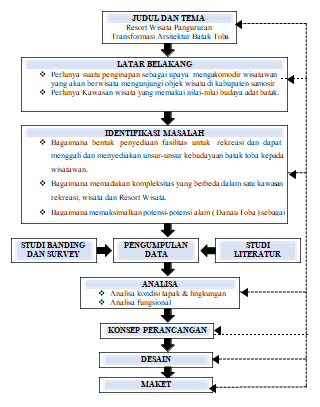 JUDUL DAN TEMA
Resort Wisata Pangururan
Transformasi Arsitektur Batak Toba
LATAR BELAKANG
❖ Perlunya suatu penginapan sebagai upaya mengakomodir wisatawan
yang akan berwisata mengunjungi objek wisata di kabupaten samosir
❖ Perlunya Kawasan wisata yang memakai nilai-nilai budaya adat batak.
IDENTIFIKASI MASALAH
❖ Bagaimana bentuk penyediaan fasilitas untuk rekreasi dan dapat
menggali dan menyediakan unsur-unsur kebudayaan batak toba kepada
wisatawan.
❖ Bagaimana memadukan kompleksitas yang berbeda dalam satu kawasan
rekreasi, wisata dan Resort Wisata.
❖ Bagaimana memaksimalkan potensi-potensi alam ( Danau Toba ) sebagai
STUDI BANDING
DAN SURVEY
PENGUMPULAN
DATA
STUDI
LITERATUR
ANALISA
❖ Analisa kondisi tapak & lingkungan
❖ Analisa fungsional
KONSEP PERANCANGAN
DESAIN
MAKET